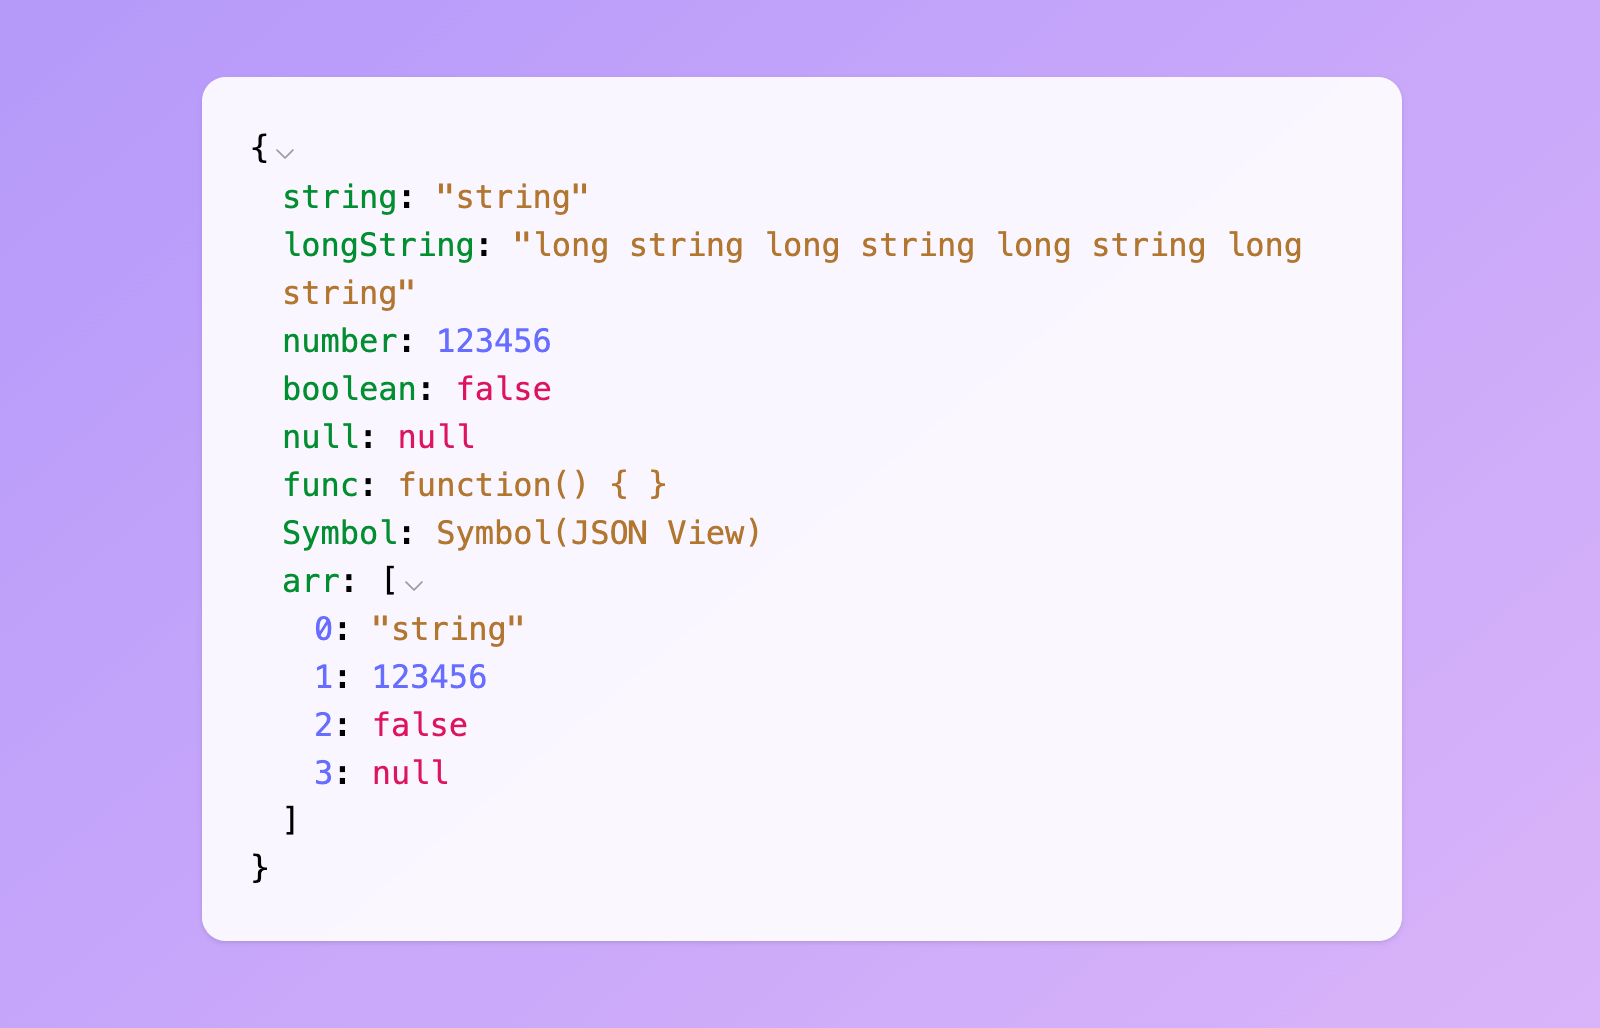 {
string: "string"
longString: "long string long string long string long
string"
number: 123456
boolean: false
null: null
func: function() { }
Symbol: Symbol(JSON View)
arr: [
0: "string"
1: 123456
2: false
3: null
]
}